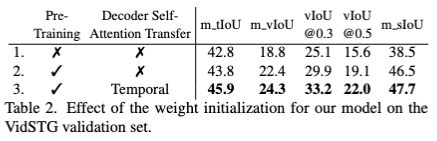 Pre-Training Decoder Self-Attention Transfer m_tIoU m_vIoU vIoU @0.3 vIoU @0.5 m_sIoU
1. ✗ ✗ 42.8 18.8 25.1 15.6 38.5
2. ✓ ✗ 43.8 22.4 29.9 19.1 46.5
3. ✓ Temporal 45.9 24.3 33.2 22.0 47.7
Table 2. Effect of the weight initialization for our model on the
VidSTG validation set.